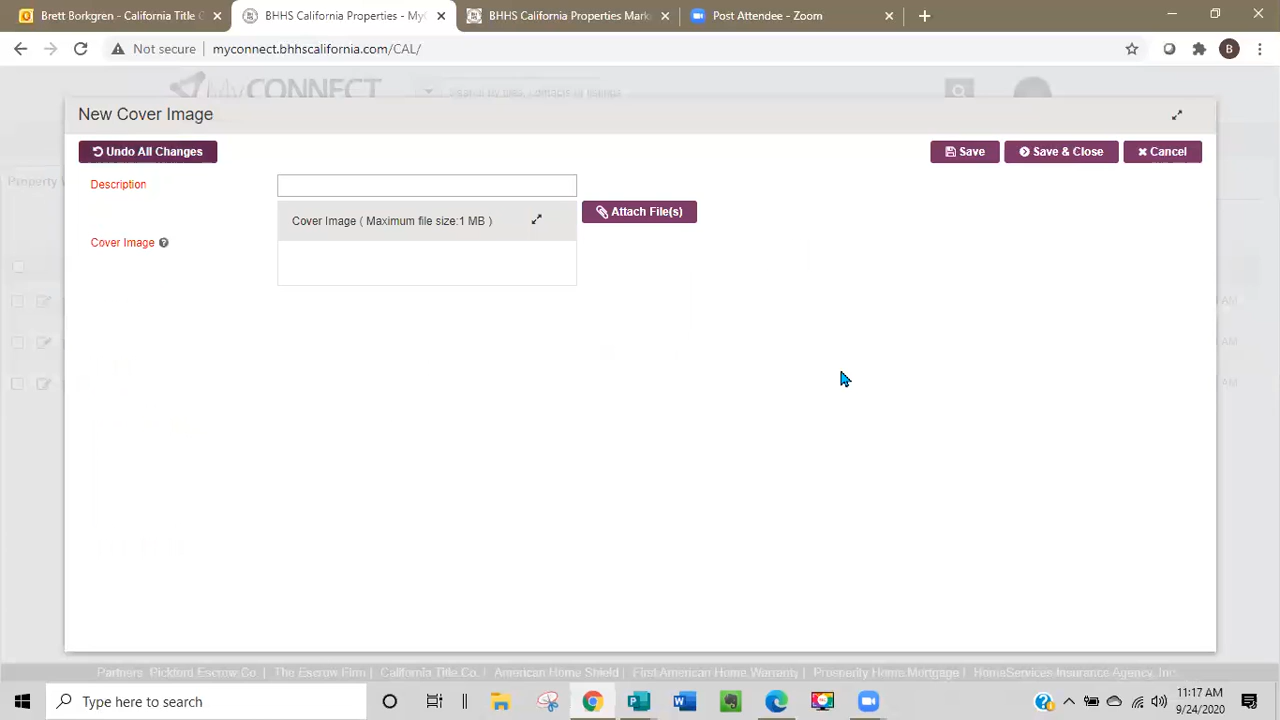 Brett Borkgren - California Title C
BHHS California Properties - MyC
BHHS California Properties Mark
Post Attendee - Zoom
Not secure
myconnect.bhhscalifornia.com/CAL/
B
MyCONNECT
New Cover Image
Undo All Changes
Save
Save & Close
Cancel
Property
Description
Cover Image ( Maximum file size:1 MB )
Attach File(s)
Cover Image
Partners: Pickford Escrow Co. | The Escrow Firm | California Title Co. | American Home Shield | First American Home Warranty | Prosperity Home Mortgage | HomeServices Insurance Agency, Inc.
Type here to search
11:17 AM
9/24/2020